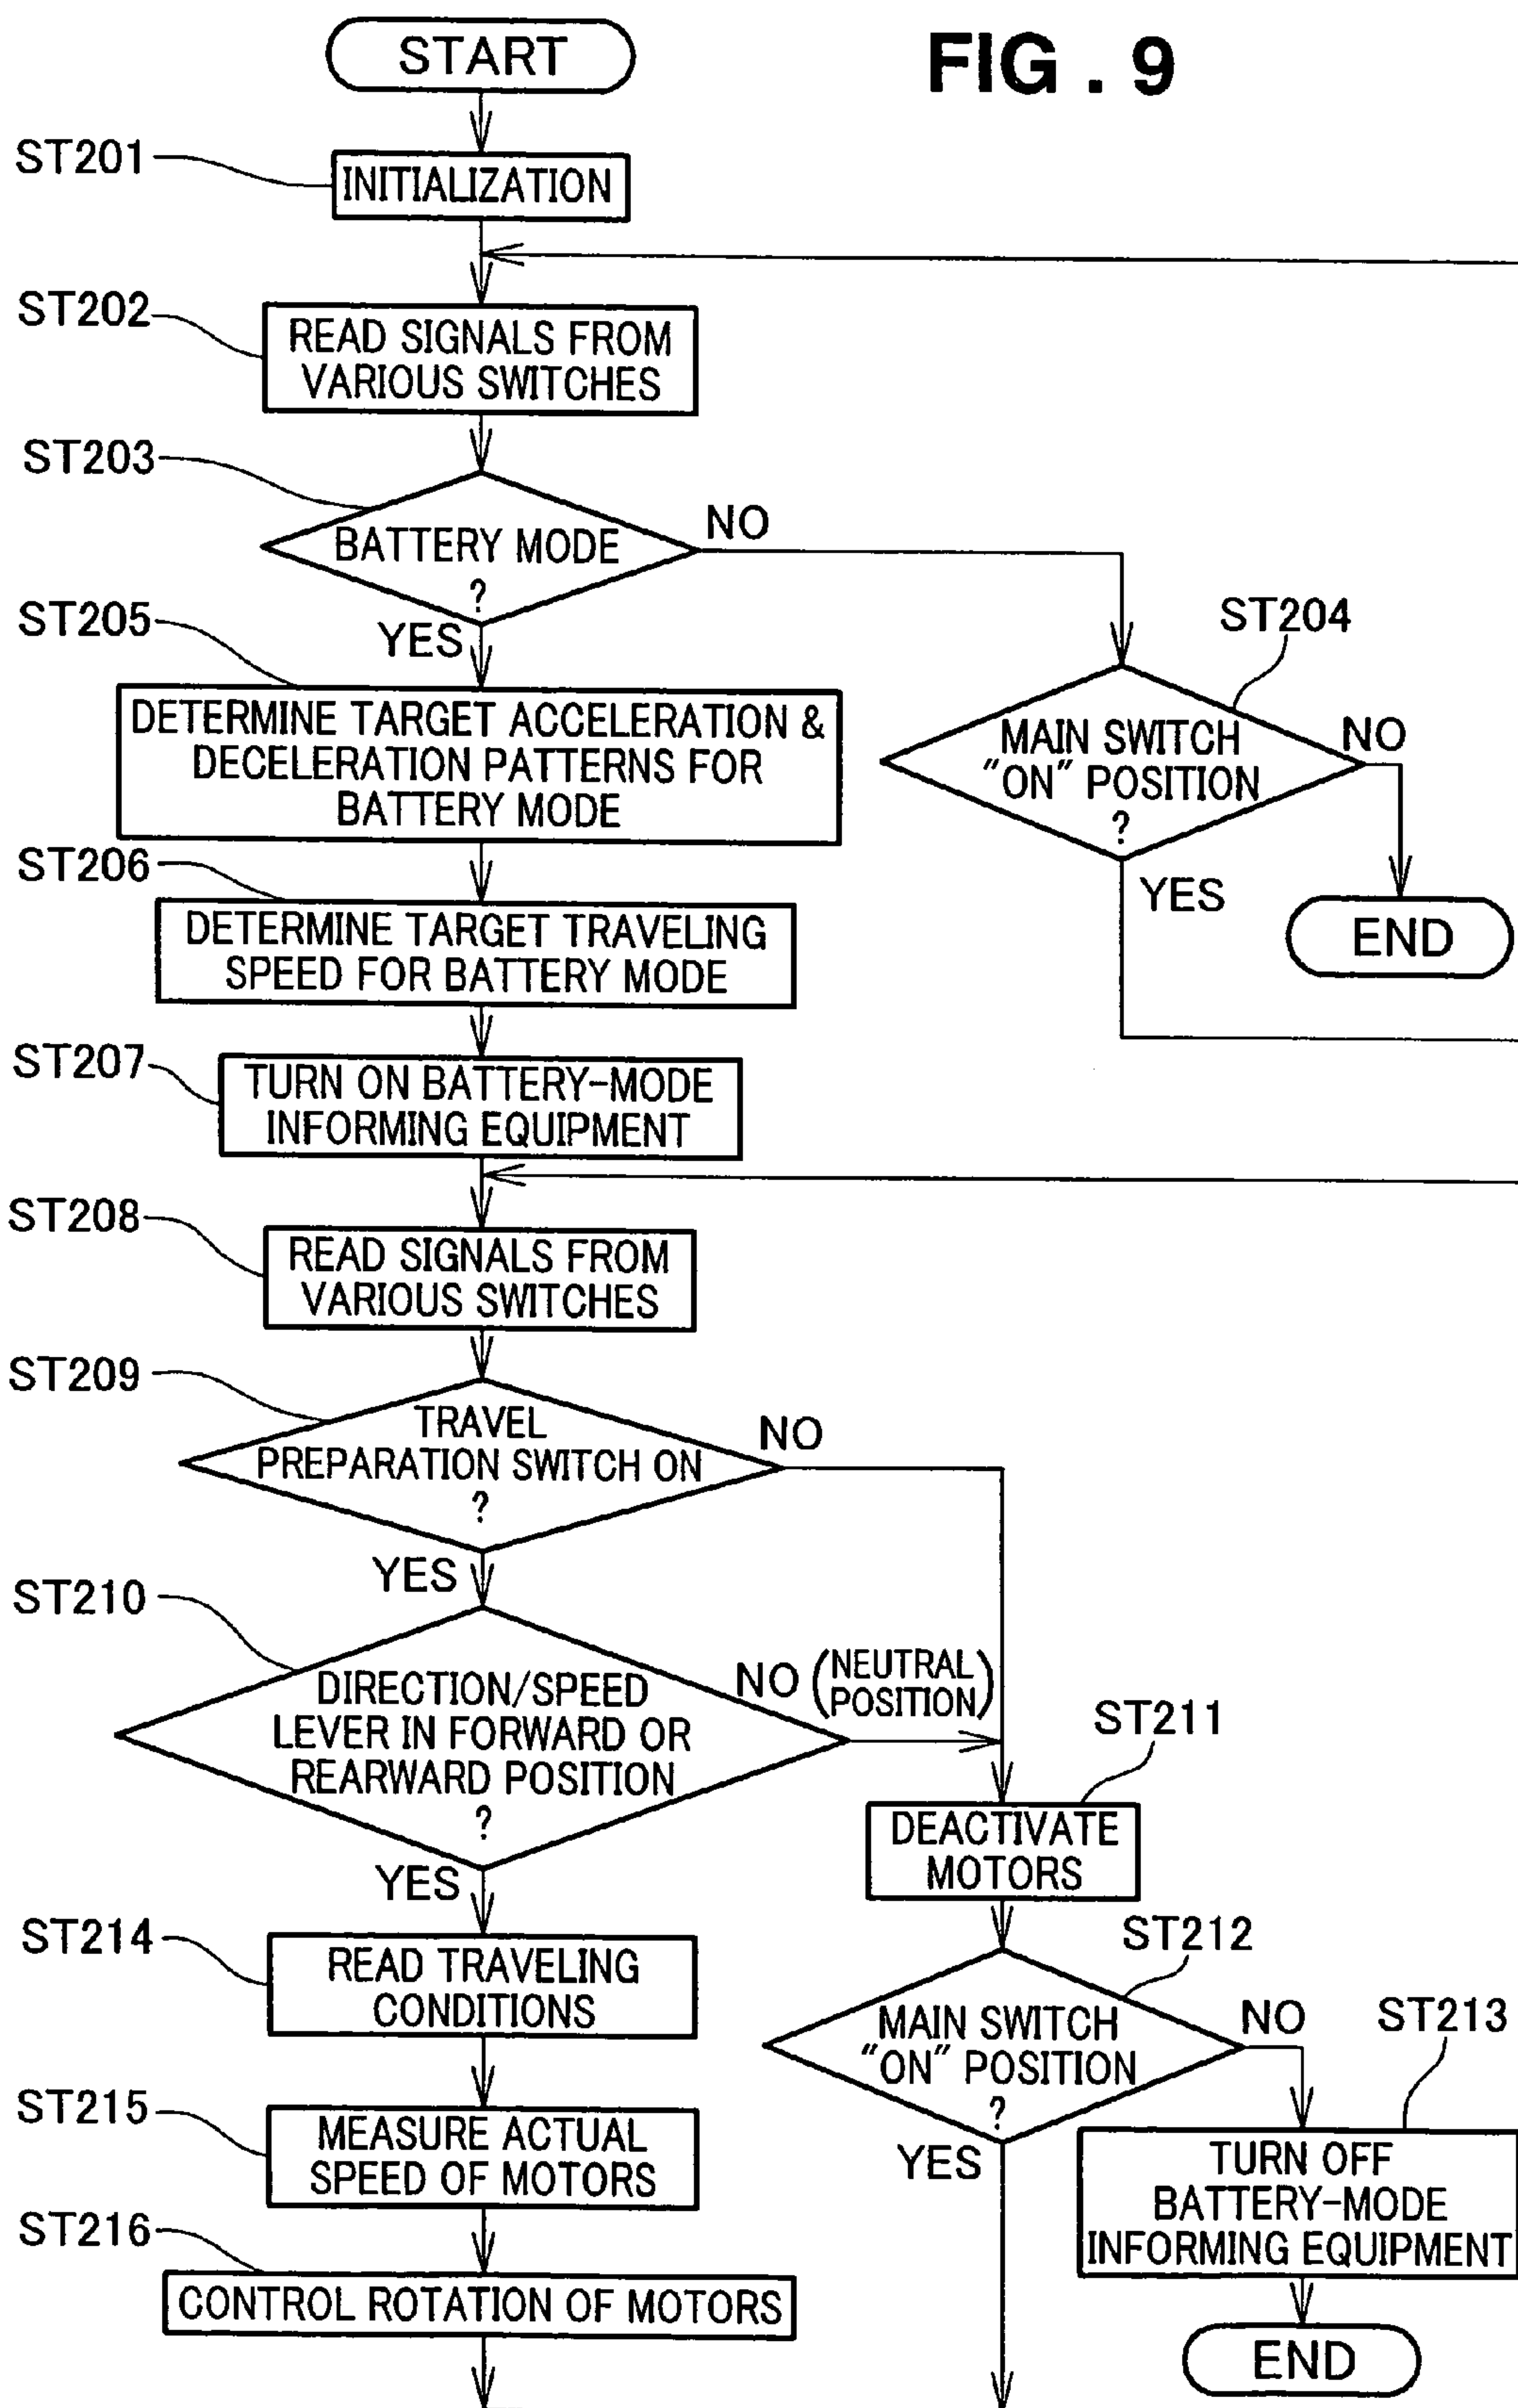 FIG . 9
START
ST201
INITIALIZATION
ST202
READ SIGNALS FROM
VARIOUS SWITCHES
ST203
BATTERY MODE
?
NO
YES
ST204
MAIN SWITCH
"ON" POSITION
?
NO
YES
END
ST205
DETERMINE TARGET ACCELERATION &
DECELERATION PATTERNS FOR
BATTERY MODE
ST206
DETERMINE TARGET TRAVELING
SPEED FOR BATTERY MODE
ST207
TURN ON BATTERY-MODE
INFORMING EQUIPMENT
ST208
READ SIGNALS FROM
VARIOUS SWITCHES
ST209
TRAVEL
PREPARATION SWITCH ON
?
NO
YES
ST210
DIRECTION/SPEED
LEVER IN FORWARD OR
REARWARD POSITION
?
NO (NEUTRAL
POSITION)
YES
ST211
DEACTIVATE
MOTORS
ST212
MAIN SWITCH
"ON" POSITION
?
NO
YES
ST213
TURN OFF
BATTERY-MODE
INFORMING EQUIPMENT
END
ST214
READ TRAVELING
CONDITIONS
ST215
MEASURE ACTUAL
SPEED OF MOTORS
ST216
CONTROL ROTATION OF MOTORS